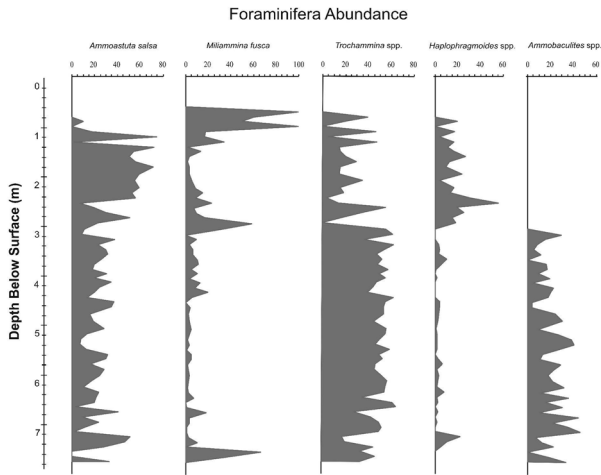 Foraminifera Abundance
Ammoastuta salsa Miliammina fusca Trochammina spp. Haplophragmoides spp. Ammobaculites spp.
0 20 40 60 80 0 20 40 60 80 100 0 20 40 60 80 0 20 40 60 0 20 40 60
Depth Below Surface (m)
0
1
2
3
4
5
6
7